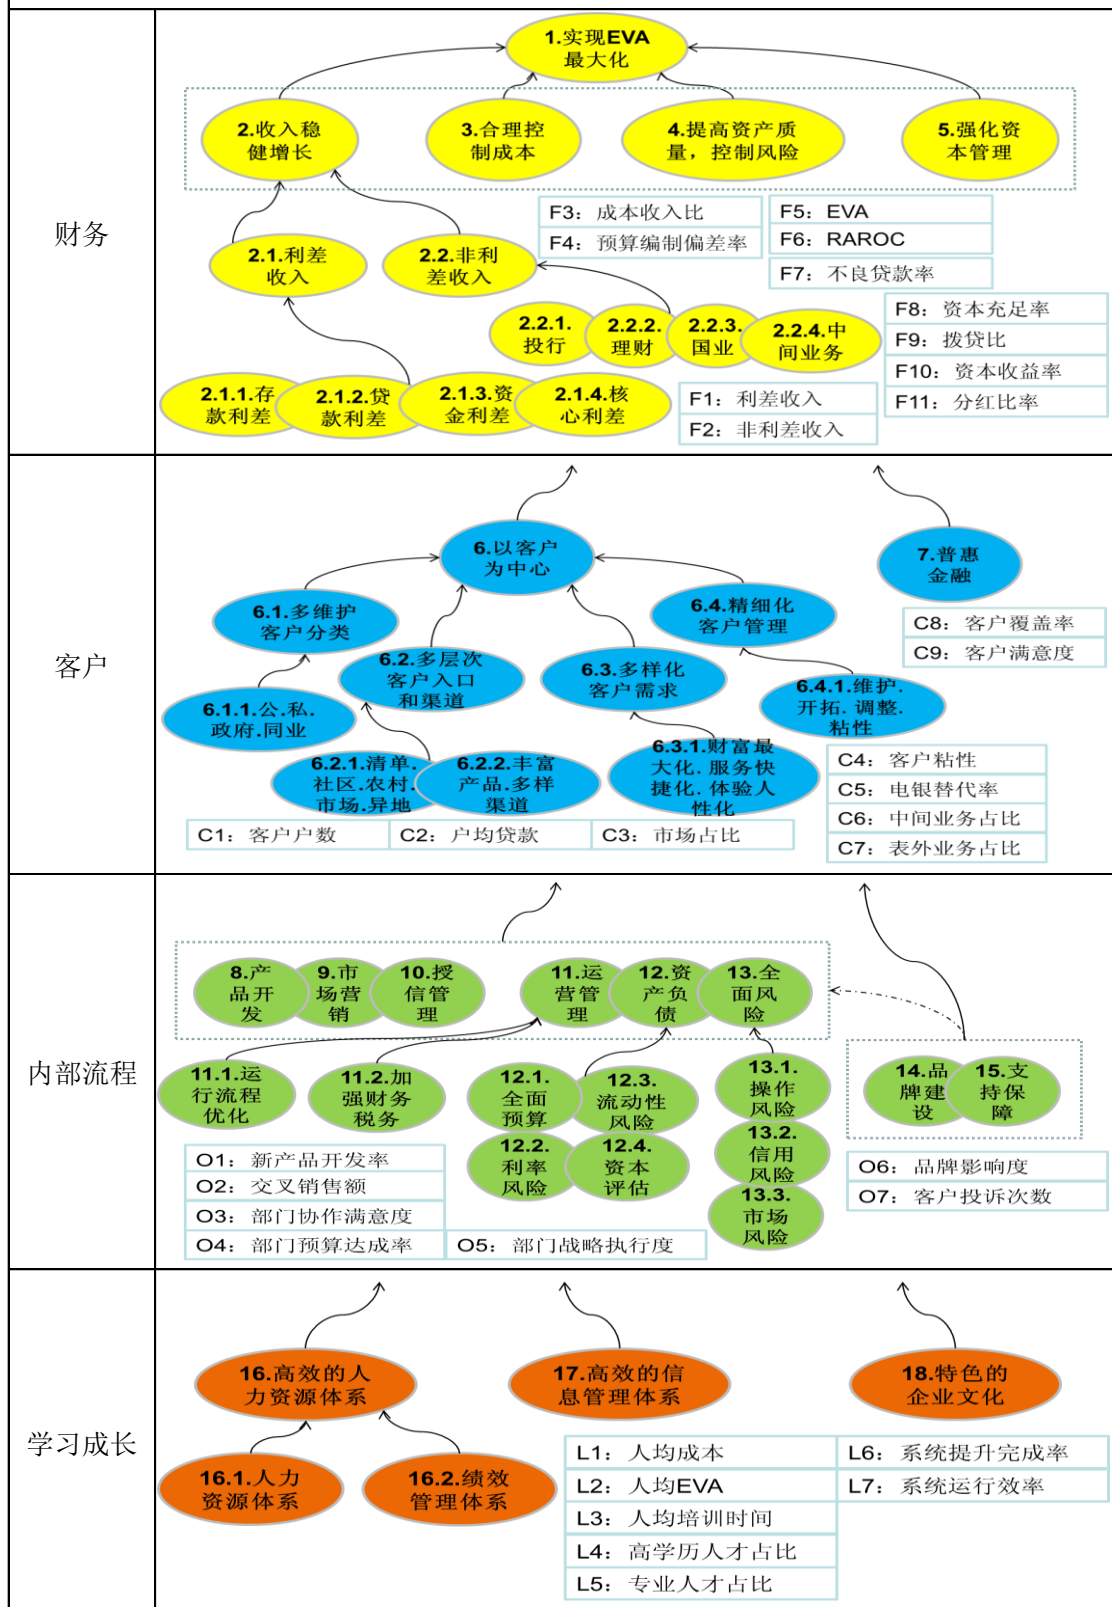 财务
1.实现EVA
最大化
2.收入稳
健增长
3.合理控
制成本
4.提高资产质
量，控制风险
5.强化资
本管理
2.1.利差
收入
2.2.非利
差收入
F3：成本收入比
F4：预算编制偏差率
F5：EVA
F6：RAROC
F7：不良贷款率
2.2.1.
投行
2.2.2.
理财
2.2.3.
国业
2.2.4.中
间业务
F8：资本充足率
F9：拨贷比
F10：资本收益率
F11：分红比率
2.1.1.存
款利差
2.1.2.贷
款利差
2.1.3.资
金利差
2.1.4.核
心利差
F1：利差收入
F2：非利差收入
客户
6.以客户
为中心
7.普惠
金融
6.1.多维护
客户分类
6.2.多层次
客户入口
和渠道
6.3.多样化
客户需求
6.4.精细化
客户管理
C8：客户覆盖率
C9：客户满意度
6.1.1.公.私.
政府.同业
6.2.1.清单.
社区.农村.
市场.异地
6.2.2.丰富
产品.多样
渠道
6.3.1.财富最
大化.服务快
捷化.体验人
性化
6.4.1.维护.
开拓.调整.
粘性
C4：客户粘性
C5：电银替代率
C6：中间业务占比
C7：表外业务占比
C1：客户户数
C2：户均贷款
C3：市场占比
内部流程
8.产
品开
发
9.市
场营
销
10.授
信管
理
11.运
营管
理
12.资
产负
债
13.全
面风
险
11.1.运
行流程
优化
11.2.加
强财务
税务
12.1.
全面
预算
12.3.
流动性
风险
12.2.
利率
风险
12.4.
资本
评估
13.1.
操作
风险
13.2.
信用
风险
13.3.
市场
风险
14.品
牌建
设
15.支
持保
障
O1：新产品开发率
O2：交叉销售额
O3：部门协作满意度
O4：部门预算达成率
O5：部门战略执行度
O6：品牌影响度
O7：客户投诉次数
学习成长
16.高效的人
力资源体系
17.高效的信
息管理体系
18.特色的
企业文化
16.1.人力
资源体系
16.2.绩效
管理体系
L1：人均成本
L2：人均EVA
L3：人均培训时间
L4：高学历人才占比
L5：专业人才占比
L6：系统提升完成率
L7：系统运行效率